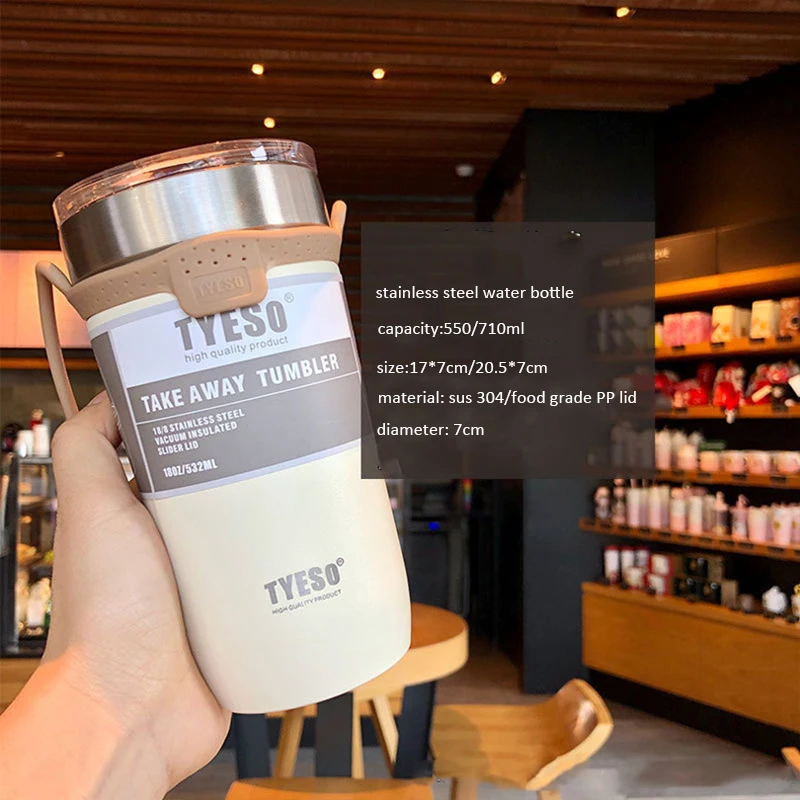 TYESO
TYESO®
high quality product
TAKE AWAY TUMBLER
18/8 STAINLESS STEEL
VACUUM INSULATED
SLIDER LID
18OZ/532ML
TYESO®
HIGH QUALITY PRODUCT
stainless steel water bottle
capacity:550/710ml
size:17*7cm/20.5*7cm
material: sus 304/food grade PP lid
diameter: 7cm